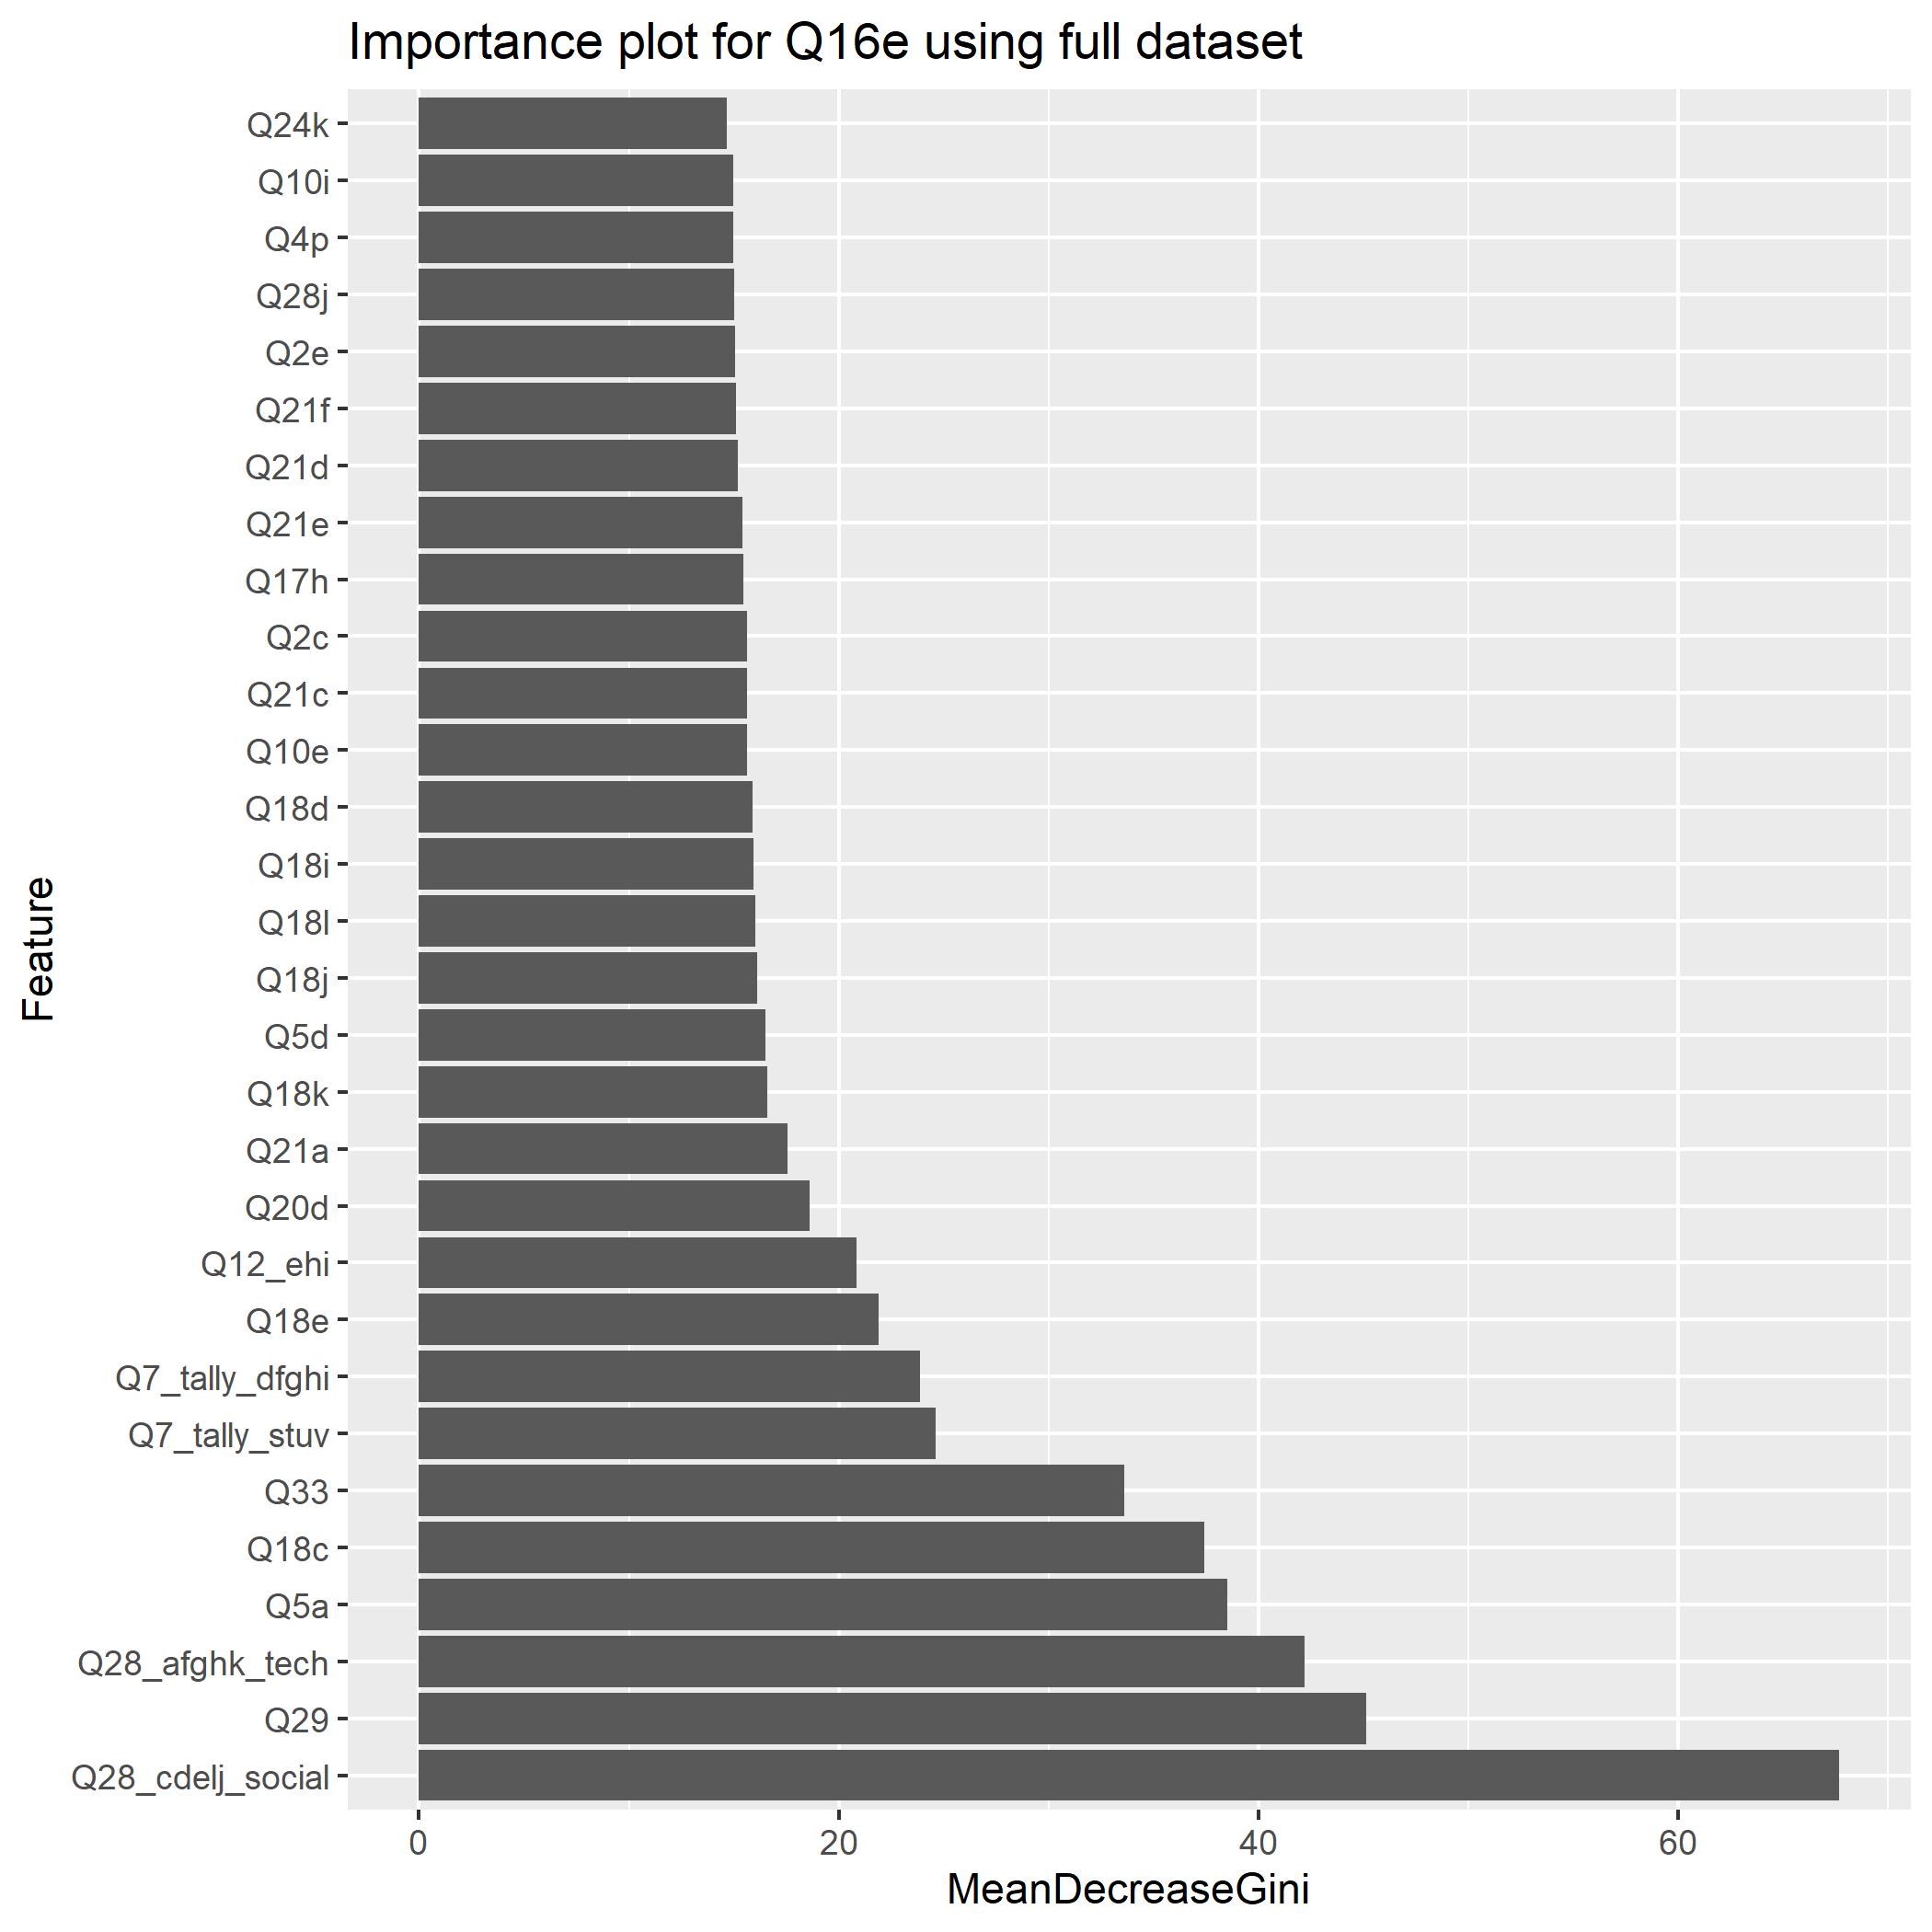 Importance plot for Q16e using full dataset
Feature
Q24k
Q10i
Q4p
Q28j
Q2e
Q21f
Q21d
Q21e
Q17h
Q2c
Q21c
Q10e
Q18d
Q18i
Q18l
Q18j
Q5d
Q18k
Q21a
Q20d
Q12_ehi
Q18e
Q7_tally_dfghi
Q7_tally_stuv
Q33
Q18c
Q5a
Q28_afghk_tech
Q29
Q28_cdelj_social
0 20 40 60
MeanDecreaseGini